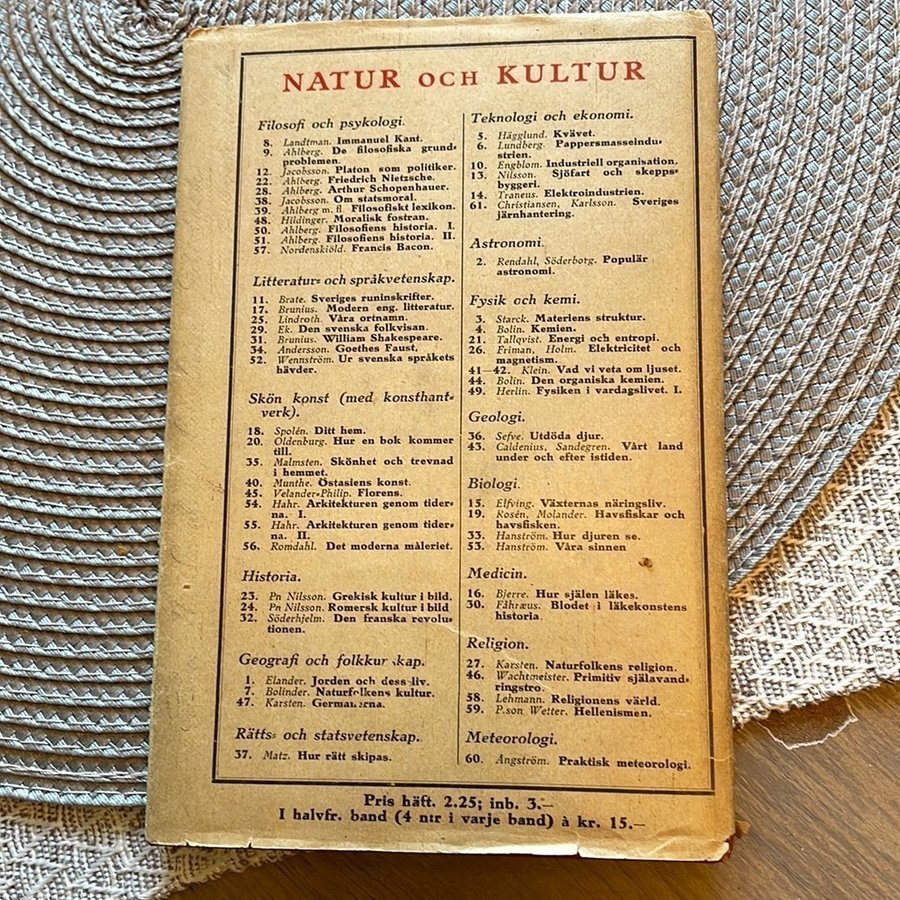 NATUR OCH KULTUR
Filosofi och psykologi.
8. Landtman. Immanuel Kant.
9. Ahlberg. De filosofiska grund-
problemen.
12. Jacobsson. Platon som politiker.
22. Ahlberg. Friedrich Nietzsche.
28. Ahlberg. Arthur Schopenhauer.
38. Jacobsson. Om statsmoral.
39. Ahlberg m. fl. Filosofiskt lexikon.
48. Hildinger. Moralisk fostran.
50. Ahlberg. Filosofiens historia. I.
51. Ahlberg. Filosofiens historia. II.
57. Nordenskiöld. Francis Bacon.
Litteratur- och språkvetenskap.
11. Brate. Sveriges runinskrifter.
17. Brunius. Modern eng. litteratur.
25. Lindroth. Våra ortnamn.
29. Ek. Den svenska folkvisan.
31. Brunius. William Shakespeare.
34. Andersson. Goethes Faust.
52. Wennström. Ur svenska språkets
hävder.
Skön konst (med konsthant-
verk).
18. Spolén. Ditt hem.
20. Oldenburg. Hur en bok kommer
till.
35. Malmsten. Skönhet och trevnad
i hemmet.
40. Munthe. Östasiens konst.
45. Velander-Philip. Florens.
54. Hahr. Arkitekturen genom tider-
na. I.
55. Hahr. Arkitekturen genom tider-
na. II.
56. Romdahl. Det moderna måleriet.
Historia.
23. Pn Nilsson. Grekisk kultur i bild.
24. Pn Nilsson. Romersk kultur i bild
32. Söderhjelm. Den franska revolu-
tionen.
Geografi och folkkunskap.
1. Elander. Jorden och dess liv.
7. Bolinder. Naturfolkens kultur.
47. Karsten. Germanerna.
Rätts- och statsvetenskap.
37. Matz. Hur rätt skipas.
Teknologi och ekonomi.
5. Hägglund. Kvävet.
6. Lundberg. Pappersmasseindu-
strien.
10. Engblom. Industriell organisation.
13. Nilsson. Sjöfart och skepps-
byggeri.
14. Traneus. Elektroindustrien.
61. Christiansen, Karlsson. Sveriges
järnhantering.
Astronomi.
2. Rendahl, Söderborg. Populär
astronomi.
Fysik och kemi.
3. Starck. Materiens struktur.
4. Bolin. Kemien.
21. Tallqvist. Energi och entropi.
26. Friman, Holm. Elektricitet och
magnetism.
41—42. Klein. Vad vi veta om ljuset.
44. Bolin. Den organiska kemien.
49. Herlin. Fysiken i vardagslivet. I.
Geologi.
36. Sefve. Utdöda djur.
43. Caldenius, Sandegren. Vårt land
under och efter istiden.
Biologi.
15. Elfving. Växternas näringsliv.
19. Rosén, Molander. Havsfiskar och
havsfisken.
33. Hanström. Hur djuren se.
53. Hanström. Våra sinnen
Medicin.
16. Bjerre. Hur själen läkes.
30. Fåhræus. Blodet i läkekonstens
historia.
Religion.
27. Karsten. Naturfolkens religion.
46. Wachtmeister. Primitiv själavand-
ringstro.
58. Lehmann. Religionens värld.
59. P:son Wetter. Hellenismen.
Meteorologi.
60. Ångström. Praktisk meteorologi.
Pris häft. 2.25; inb. 3.—
I halvfr. band (4 n:r i varje band) à kr. 15.—